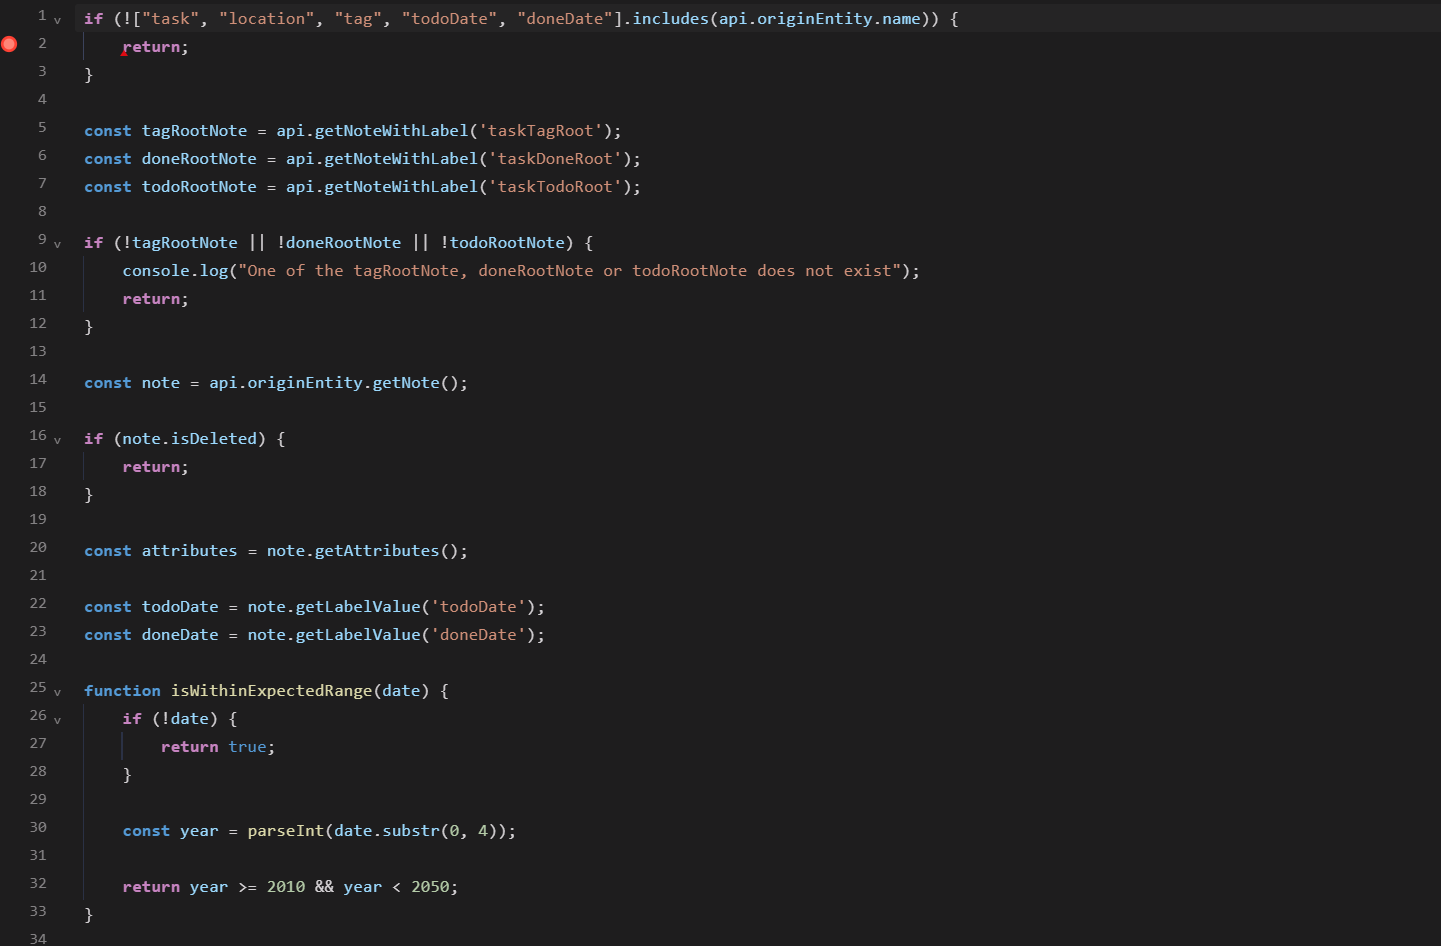 1 v if (!["task", "location", "tag", "todoDate", "doneDate"].includes(api.originEntity.name)) {
2 return;
3 }
4
5 const tagRootNote = api.getNoteWithLabel('taskTagRoot');
6 const doneRootNote = api.getNoteWithLabel('taskDoneRoot');
7 const todoRootNote = api.getNoteWithLabel('taskTodoRoot');
8
9 v if (!tagRootNote || !doneRootNote || !todoRootNote) {
10 console.log("One of the tagRootNote, doneRootNote or todoRootNote does not exist");
11 return;
12 }
13
14 const note = api.originEntity.getNote();
15
16 v if (note.isDeleted) {
17 return;
18 }
19
20 const attributes = note.getAttributes();
21
22 const todoDate = note.getLabelValue('todoDate');
23 const doneDate = note.getLabelValue('doneDate');
24
25 v function isWithinExpectedRange(date) {
26 v if (!date) {
27 return true;
28 }
29
30 const year = parseInt(date.substr(0, 4));
31
32 return year >= 2010 && year < 2050;
33 }
34